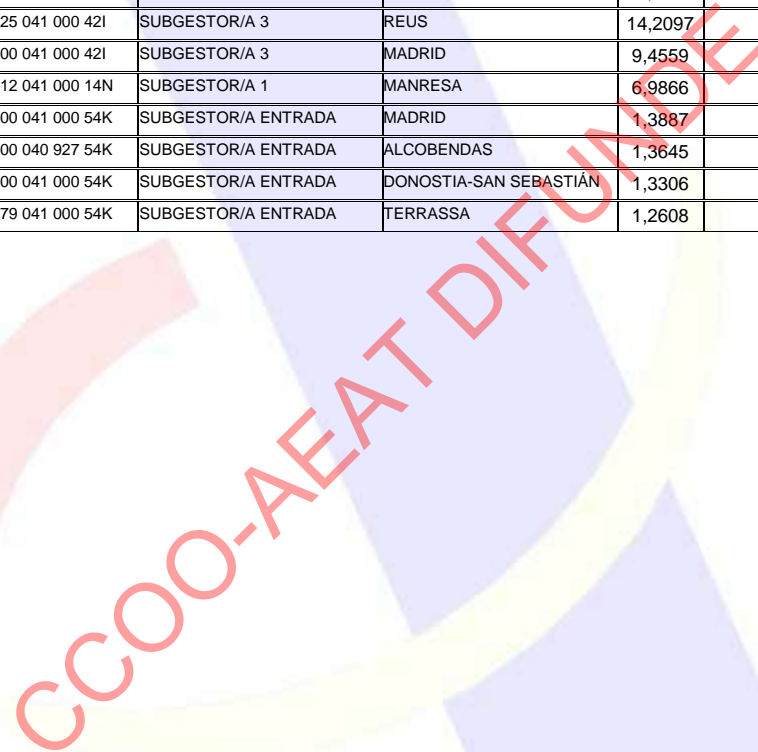 25 041 000 42I SUBGESTOR/A 3 REUS 14,2097
00 041 000 42I SUBGESTOR/A 3 MADRID 9,4559
12 041 000 14N SUBGESTOR/A 1 MANRESA 6,9866
00 041 000 54K SUBGESTOR/A ENTRADA MADRID 1,3887
00 040 927 54K SUBGESTOR/A ENTRADA ALCOBENDAS 1,3645
00 041 000 54K SUBGESTOR/A ENTRADA DONOSTIA-SAN SEBASTIÁN 1,3306
79 041 000 54K SUBGESTOR/A ENTRADA TERRASSA 1,2608
CCOO-AEAT DIFUNDE